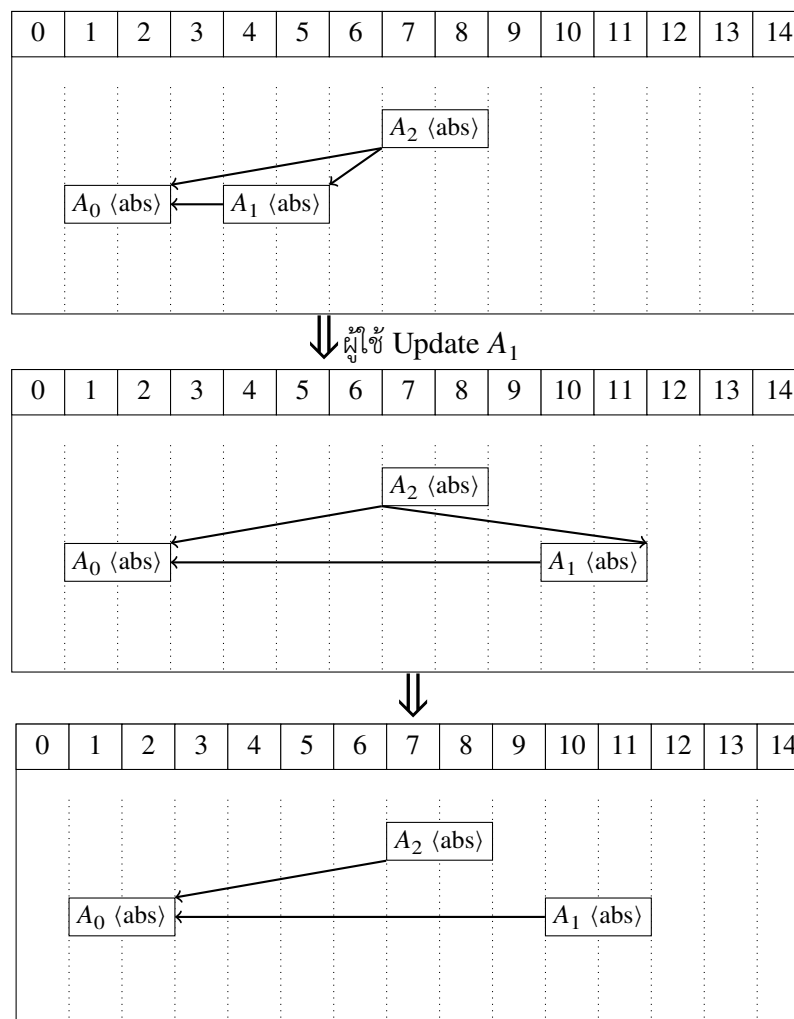 0 1 2 3 4 5 6 7 8 9 10 11 12 13 14
A₂ ⟨abs⟩
A₀ ⟨abs⟩ A₁ ⟨abs⟩
⇓ ผู้ใช้ Update A₁
0 1 2 3 4 5 6 7 8 9 10 11 12 13 14
A₂ ⟨abs⟩
A₀ ⟨abs⟩ A₁ ⟨abs⟩
⇓
0 1 2 3 4 5 6 7 8 9 10 11 12 13 14
A₂ ⟨abs⟩
A₀ ⟨abs⟩ A₁ ⟨abs⟩